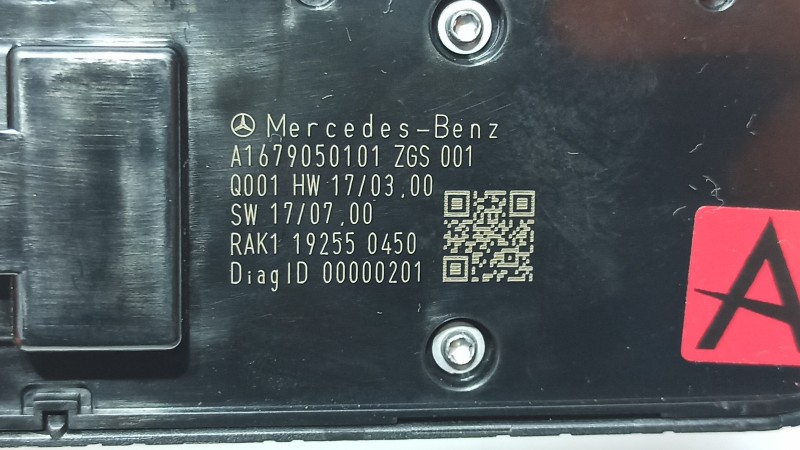 Mercedes-Benz
A1679050101 ZGS 001
Q001 HW 17/03,00
SW 17/07,00
RAK1 19255 0450
DiagID 00000201
A